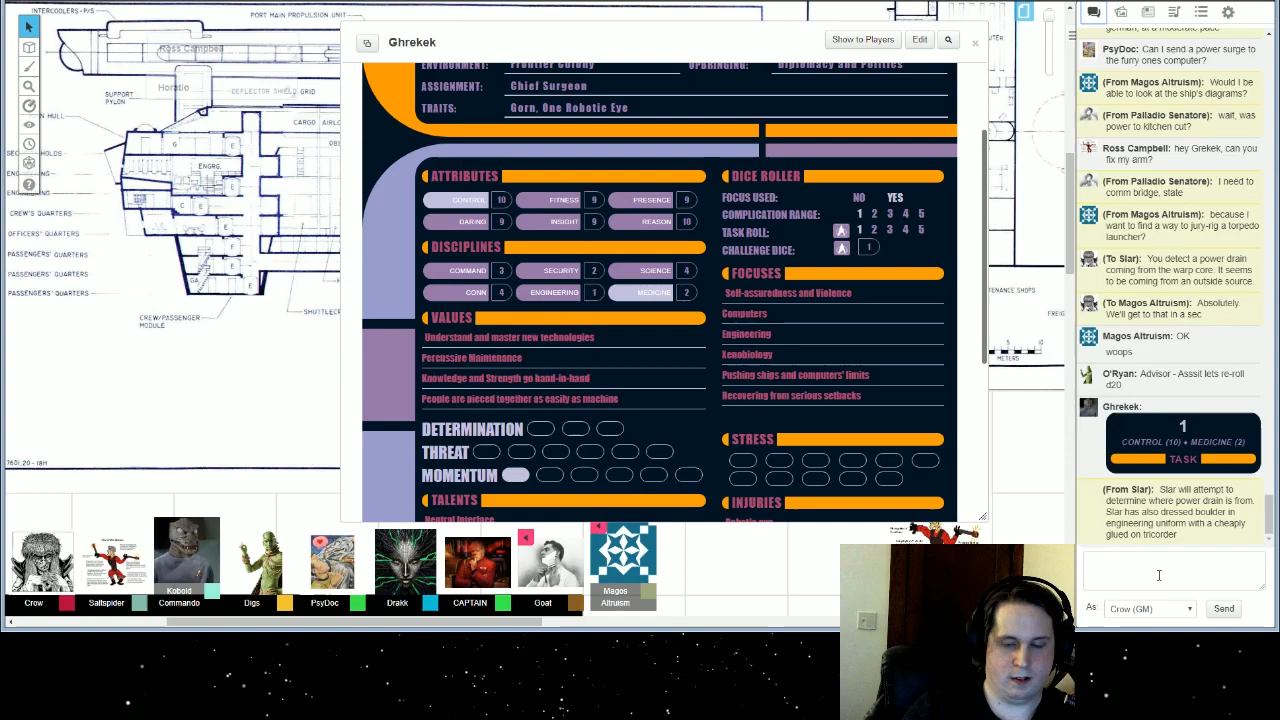 INTERCOOLERS-P/S
PORT MAIN PROPULSION UNIT
Ross Campbell
Horatio
SUPPORT
PYLON
DEFLECTOR SHIELD GRID
ENGRG.
CREW'S QUARTERS
OFFICERS' QUARTERS
PASSENGERS' QUARTERS
PASSENGERS' QUARTERS
PASSENGERS' QUARTERS
CREW/PASSENGER
MODULE
METERS
Ghrekek
Show to Players
Edit
ENVIRONMENT: Frontier Colony
UPBRINGING: Diplomacy and Politics
ASSIGNMENT: Chief Surgeon
TRAITS: Gorn, One Robotic Eye
ATTRIBUTES
CONTROL 10 FITNESS 9 PRESENCE 9
DARING 9 INSIGHT 9 REASON 10
DISCIPLINES
COMMAND 3 SECURITY 2 SCIENCE 4
CONN 4 ENGINEERING 1 MEDICINE 2
VALUES
Understand and master new technologies
Percussive Maintenance
Knowledge and Strength go hand-in-hand
People are pieced together as easily as machine
DETERMINATION
THREAT
MOMENTUM
TALENTS
Neural Interface
DICE ROLLER
FOCUS USED: NO YES
COMPLICATION RANGE: 1 2 3 4 5
TASK ROLL: A 1 2 3 4 5
CHALLENGE DICE: A 1
FOCUSES
Self-assuredness and Violence
Computers
Engineering
Xenobiology
Pushing ships and computers' limits
Recovering from serious setbacks
STRESS
INJURIES
PsyDoc: Can I send a power surge to
the furry ones computer?
(From Magos Altruism): And I be
able to look at the ship's diagrams?
(From Palladio Senatore): wait, was
power to kitchen cut?
Ross Campbell: hey Grekek, can you
fix my arm?
(From Palladio Senatore): I need to
comm bridge, state
(From Magos Altruism): because I
want to find a way to jury-rig a torpedo
launcher?
(To Slar): You detect a power drain
coming from the warp core. It seems
to be coming from an outside source.
(To Magos Altruism): Absolutely.
We'll get to that in a sec
Magos Altruism: OK
woops
O'Ryan: Advisor - Asssit lets re-roll
d20
Ghrekek:
1
CONTROL (10) ♦ MEDICINE (2)
TASK
(From Slar): Slar will attempt to
determine where power drain is from.
Slar has also dressed boulder in
engineering uniform with a cheaply
glued on tricorder
As: Crow (GM)
Send
Kobold
Crow
Saltspider
Commando
Digs
PsyDoc
Drakk
CAPTAIN
Goat
Magos
Altruism